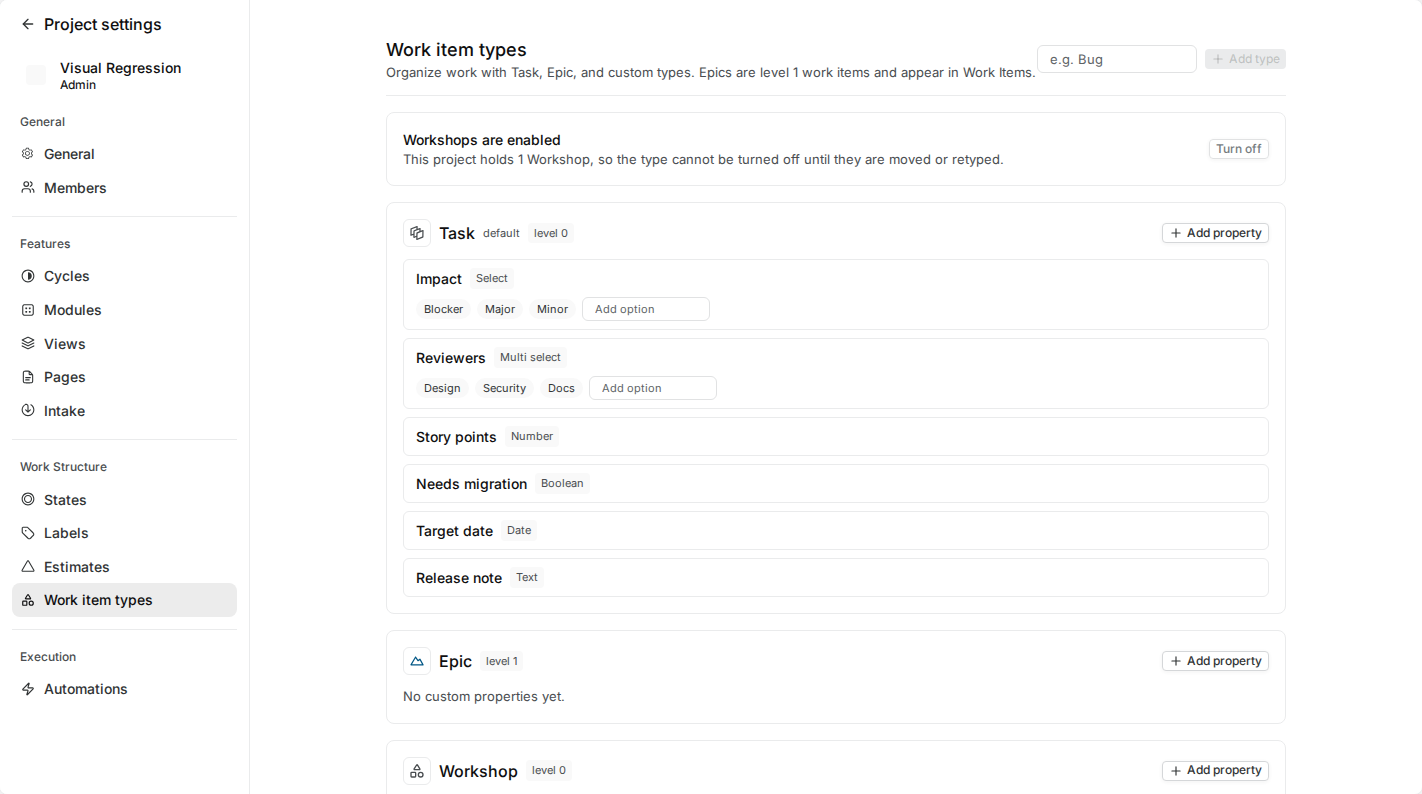 Project settings
Visual Regression
Admin
General
General
Members
Features
Cycles
Modules
Views
Pages
Intake
Work Structure
States
Labels
Estimates
Work item types
Execution
Automations
Work item types
Organize work with Task, Epic, and custom types. Epics are level 1 work items and appear in Work Items.
e.g. Bug
Add type
Workshops are enabled
This project holds 1 Workshop, so the type cannot be turned off until they are moved or retyped.
Turn off
Task default level 0
Add property
Impact Select
Blocker Major Minor Add option
Reviewers Multi select
Design Security Docs Add option
Story points Number
Needs migration Boolean
Target date Date
Release note Text
Epic level 1
Add property
No custom properties yet.
Workshop level 0
Add property